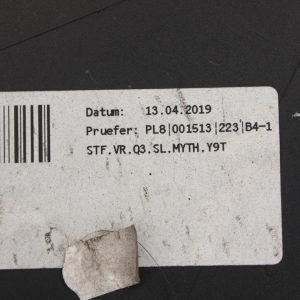 Datum: 13.04.2019
Pruefer: PL8|001513|223|B4-1
STF.VR.Q3.SL.MYTH.Y9T